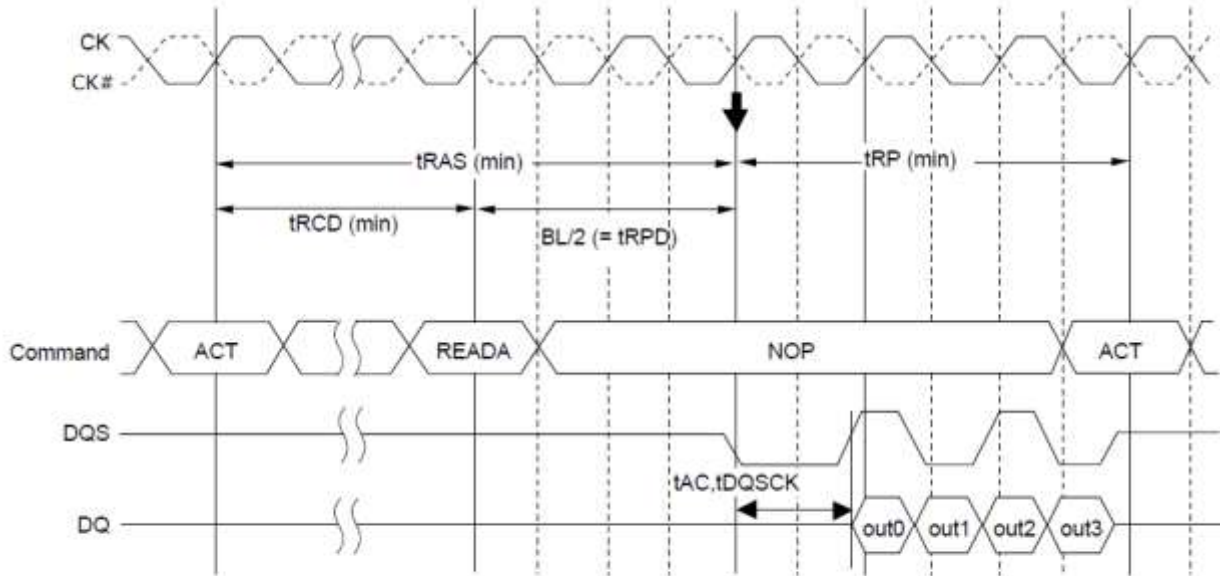 CK
CK#
tRAS (min)
tRP (min)
tRCD (min)
BL/2 (= tRPD)
Command
ACT
READA
NOP
ACT
DQS
tAC,tDQSCK
DQ
out0
out1
out2
out3